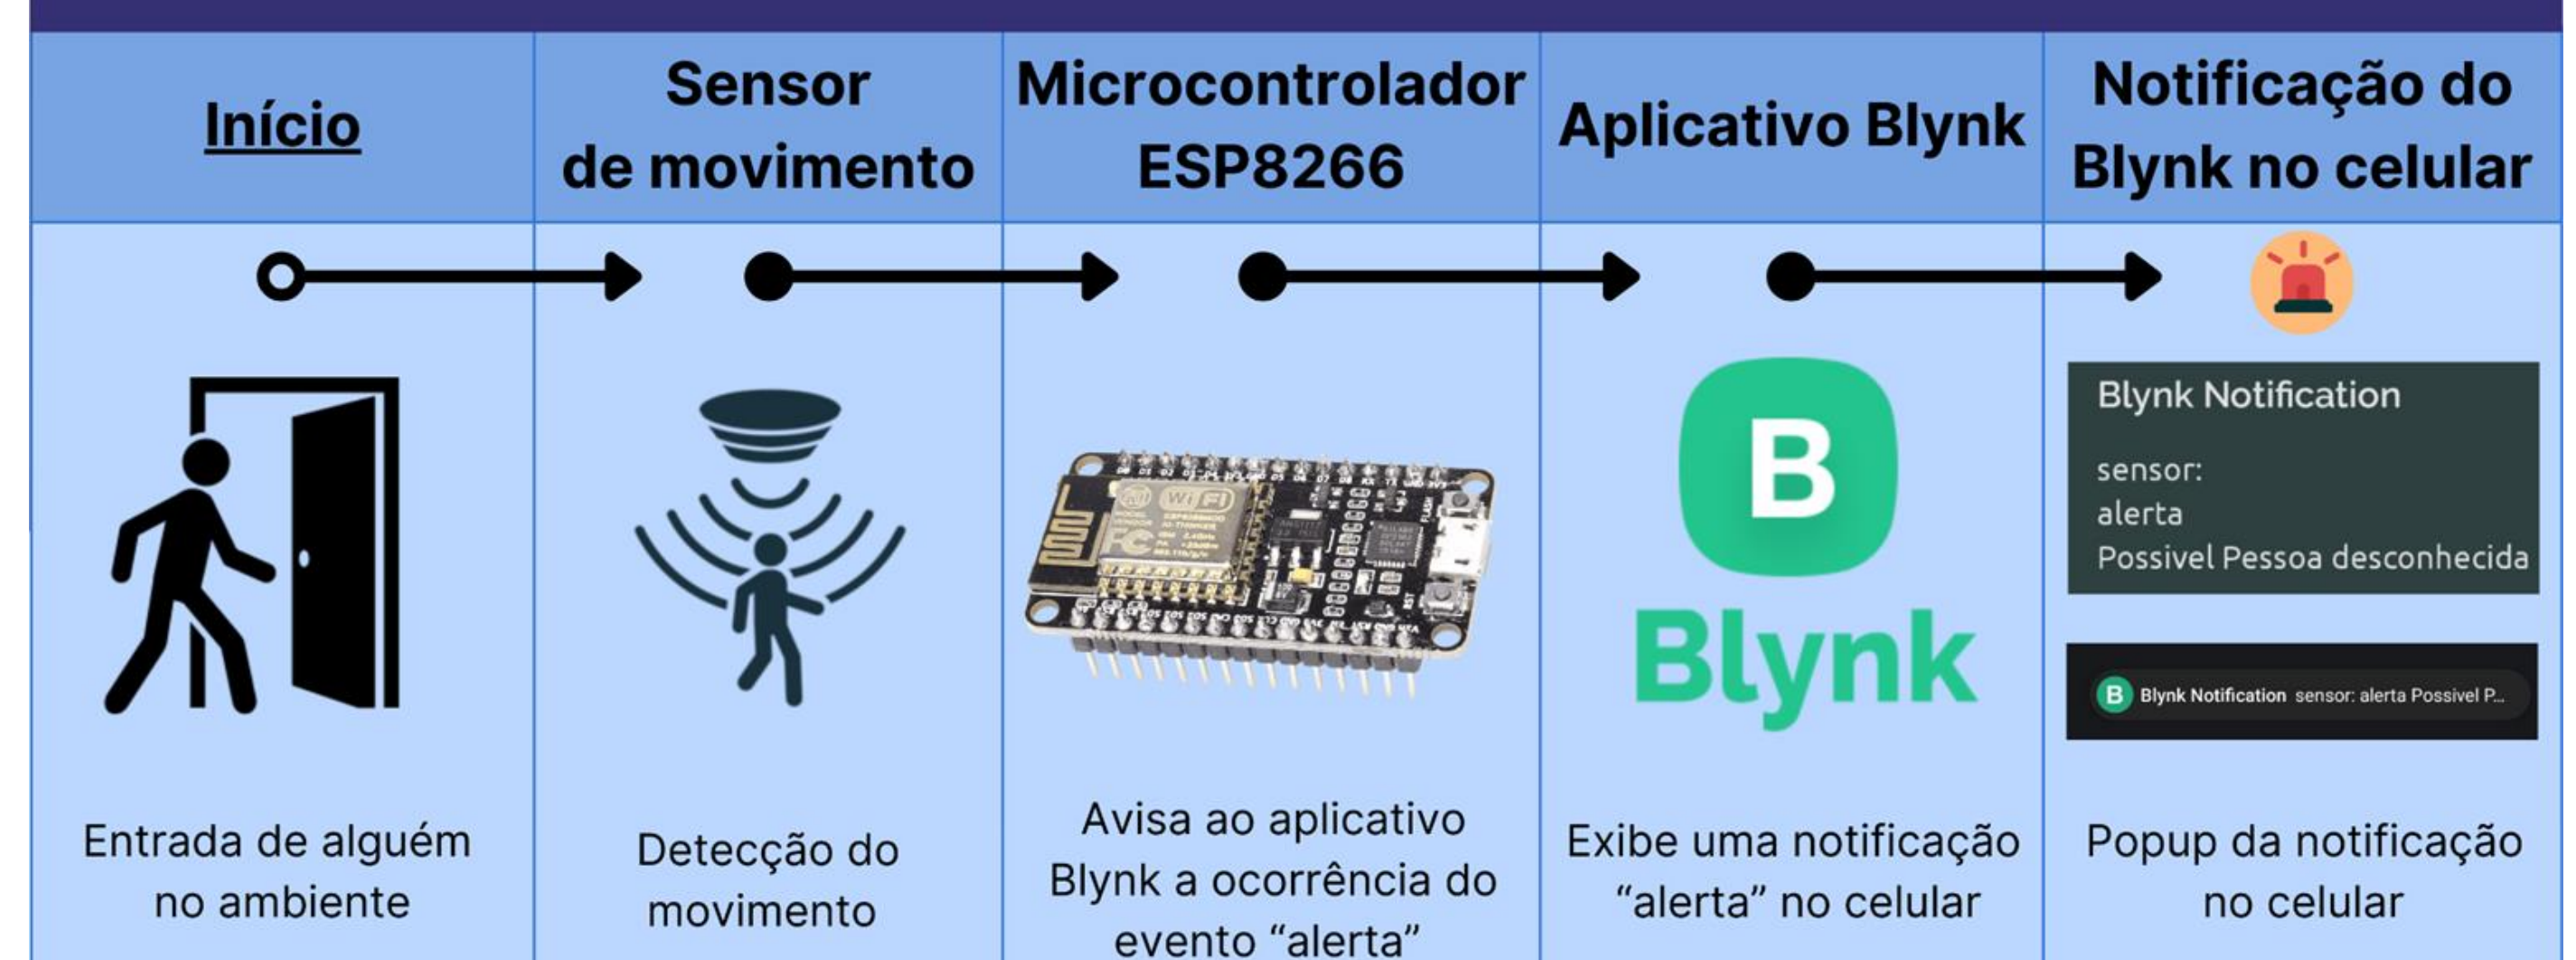 Início
Sensor
de movimento
Microcontrolador
ESP8266
Aplicativo Blynk
Notificação do
Blynk no celular
WiFi
FC
B
Blynk
Blynk Notification
sensor:
alerta
Possivel Pessoa desconhecida
B Blynk Notification sensor: alerta Possivel P...
Entrada de alguém
no ambiente
Detecção do
movimento
Avisa ao aplicativo
Blynk a ocorrência do
evento “alerta”
Exibe uma notificação
“alerta” no celular
Popup da notificação
no celular